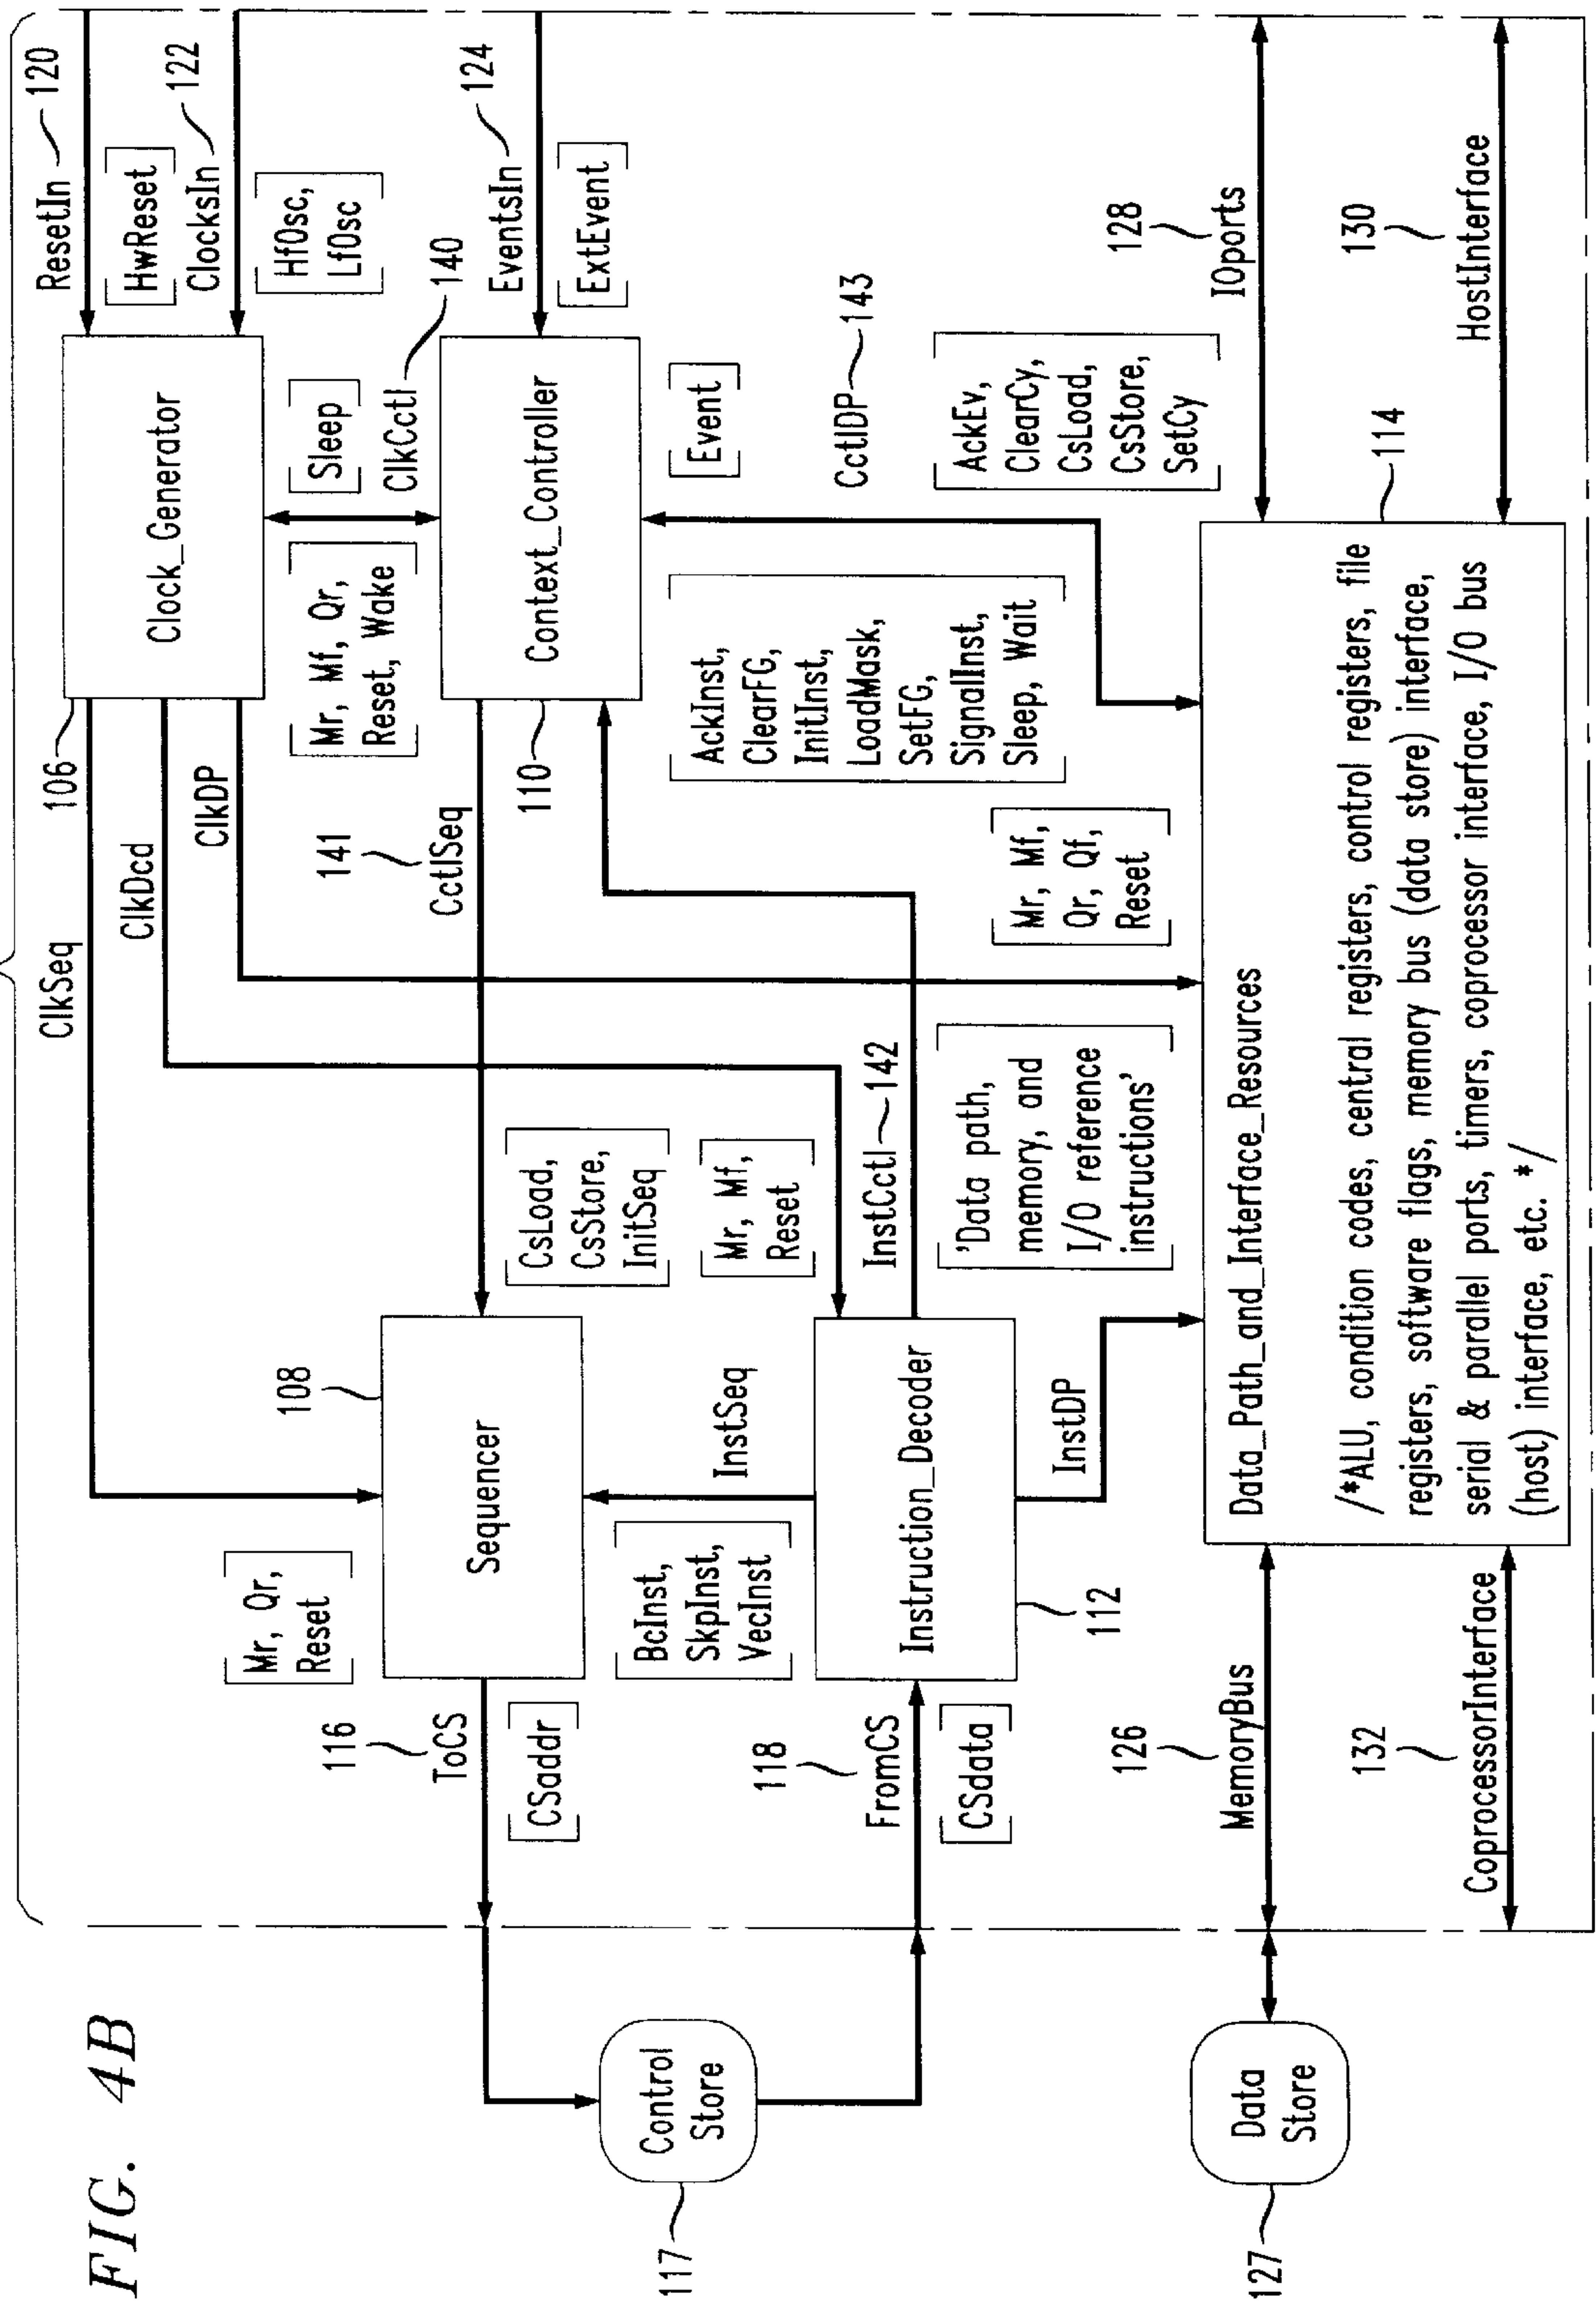 FIG. 4B
117
Control
Store
127
Data
Store
116
ToCS
[CSaddr]
118
FromCS
[CSdata]
126
MemoryBus
132
CoprocessorInterface
ClkSeq
[Mr, Qr,
Reset]
108
Sequencer
InstSeq
[BcInst,
SkpInst,
VecInst]
Instruction_Decoder
112
InstDP
['Data path,
memory, and
I/O reference
instructions']
ClkDcd
[Mr, Mf,
Reset]
ClkDP
[Mr, Mf,
Qr, Qf,
Reset]
141
CctlSeq
[CsLoad,
CsStore,
InitSeq]
InstCctl 142
[AckInst,
ClearFG,
InitInst,
LoadMask,
SetFG,
SignalInst,
Sleep, Wait]
106
Clock_Generator
[Mr, Mf, Qr,
Reset, Wake]
[Sleep]
ClkCctl 140
110
Context_Controller
[Event]
CctlDP 143
[AckEv,
ClearCy,
CsLoad,
CsStore,
SetCy]
ResetIn 120
[HwReset]
ClocksIn 122
[HfOsc,
LfOsc]
EventsIn 124
[ExtEvent]
128
IOports
130
HostInterface
114
Data_Path_and_Interface_Resources
/*ALU, condition codes, central registers, control registers, file
registers, software flags, memory bus (data store) interface,
serial & parallel ports, timers, coprocessor interface, I/O bus
(host) interface, etc. */